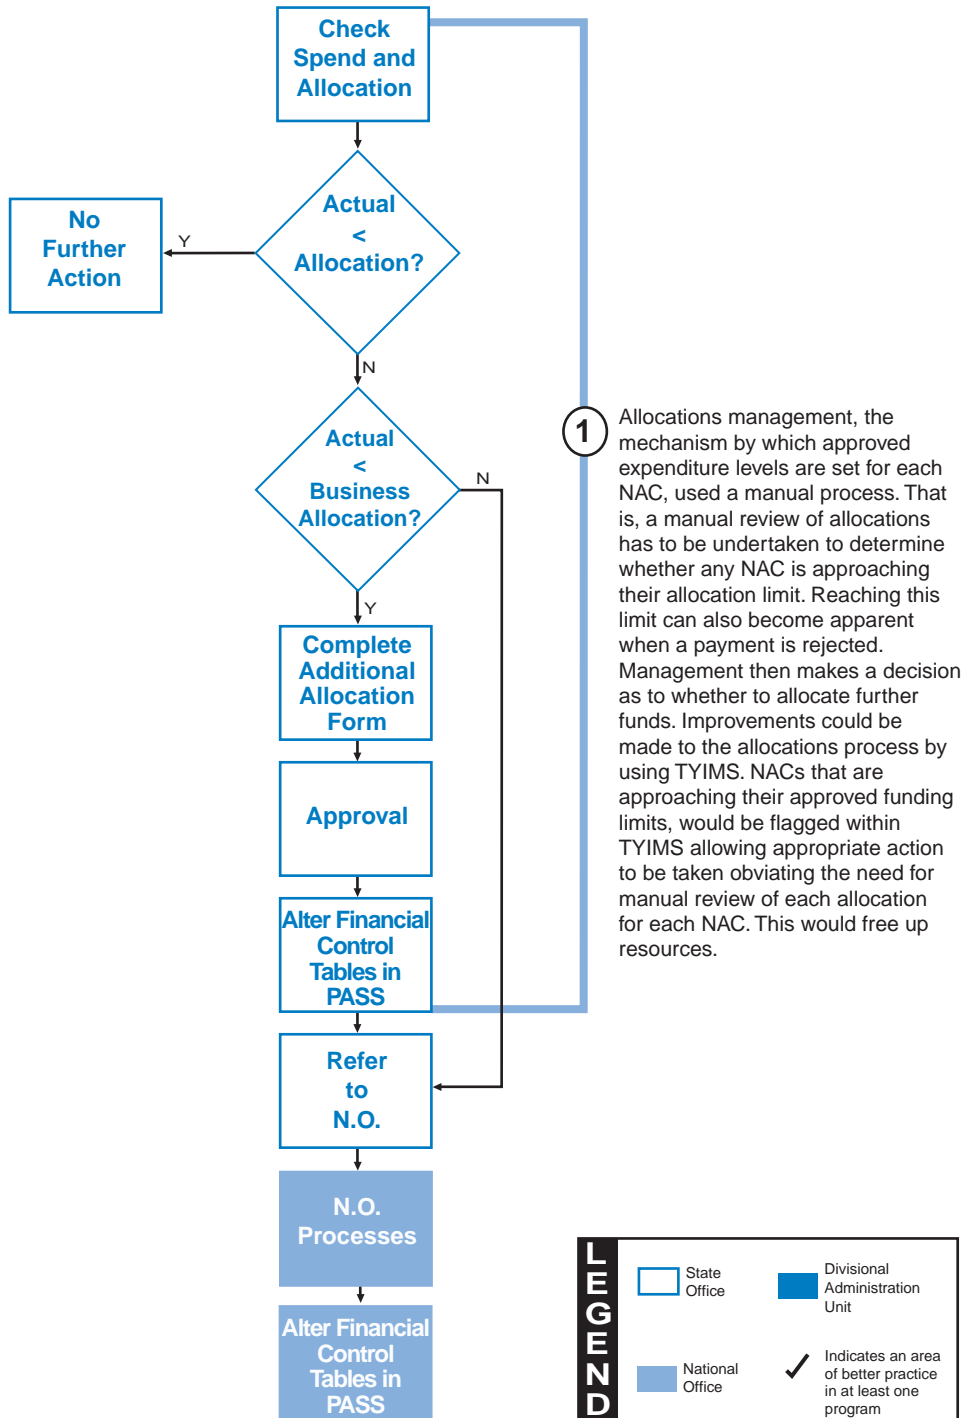 Check
Spend and
Allocation
Actual
<
Allocation?
Y
No
Further
Action
N
Actual
<
Business
Allocation?
N
Y
Complete
Additional
Allocation
Form
Approval
Alter Financial
Control
Tables in
PASS
Refer
to
N.O.
N.O.
Processes
Alter Financial
Control
Tables in
PASS
1
Allocations management, the
mechanism by which approved
expenditure levels are set for each
NAC, used a manual process. That
is, a manual review of allocations
has to be undertaken to determine
whether any NAC is approaching
their allocation limit. Reaching this
limit can also become apparent
when a payment is rejected.
Management then makes a decision
as to whether to allocate further
funds. Improvements could be
made to the allocations process by
using TYIMS. NACs that are
approaching their approved funding
limits, would be flagged within
TYIMS allowing appropriate action
to be taken obviating the need for
manual review of each allocation
for each NAC. This would free up
resources.
LEGEND
State
Office
Divisional
Administration
Unit
National
Office
Indicates an area
of better practice
in at least one
program